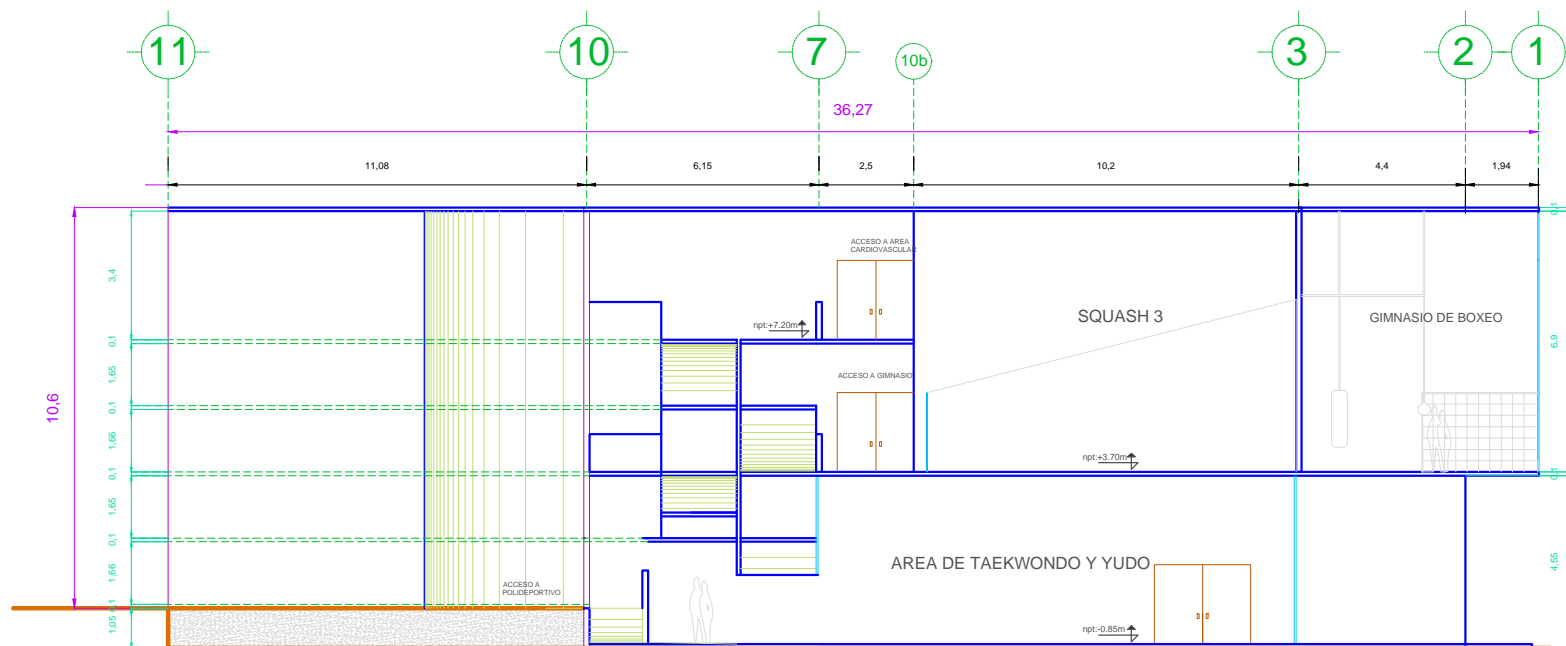 11
10
7
10b
3
2
1
36,27
11,08
6,15
2,5
10,2
4,4
1,94
0,1
10,6
3,4
0,1
1,65
0,1
1,66
0,1
1,65
0,1
1,66
0,1
1,05
ACCESO A AREA
CARDIOVASCULAR
npt:+7.20m
SQUASH 3
GIMNASIO DE BOXEO
6,9
ACCESO A GIMNASIO
npt:+3.70m
0,1
AREA DE TAEKWONDO Y YUDO
4,55
ACCESO A
POLIDEPORTIVO
npt:-0.85m